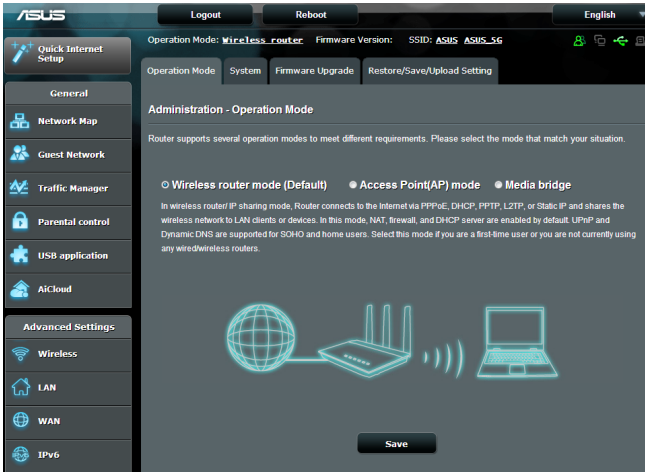 ASUS
Logout
Reboot
English
Operation Mode: Wireless router Firmware Version: SSID: ASUS ASUS_5G
Quick Internet
Setup
Operation Mode
System
Firmware Upgrade
Restore/Save/Upload Setting
General
Network Map
Guest Network
Traffic Manager
Parental control
USB application
AiCloud
Advanced Settings
Wireless
LAN
WAN
IPv6
Administration - Operation Mode
Router supports several operation modes to meet different requirements. Please select the mode that match your situation.
Wireless router mode (Default)
Access Point(AP) mode
Media bridge
In wireless router/ IP sharing mode, Router connects to the Internet via PPPoE, DHCP, PPTP, L2TP, or Static IP and shares the
wireless network to LAN clients or devices. In this mode, NAT, firewall, and DHCP server are enabled by default. UPnP and
Dynamic DNS are supported for SOHO and home users. Select this mode if you are a first-time user or you are not currently using
any wired/wireless routers.
Save